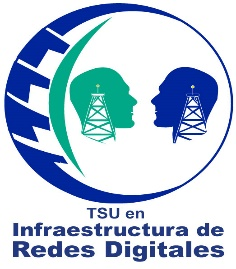 TSU en
Infraestructura de
Redes Digitales